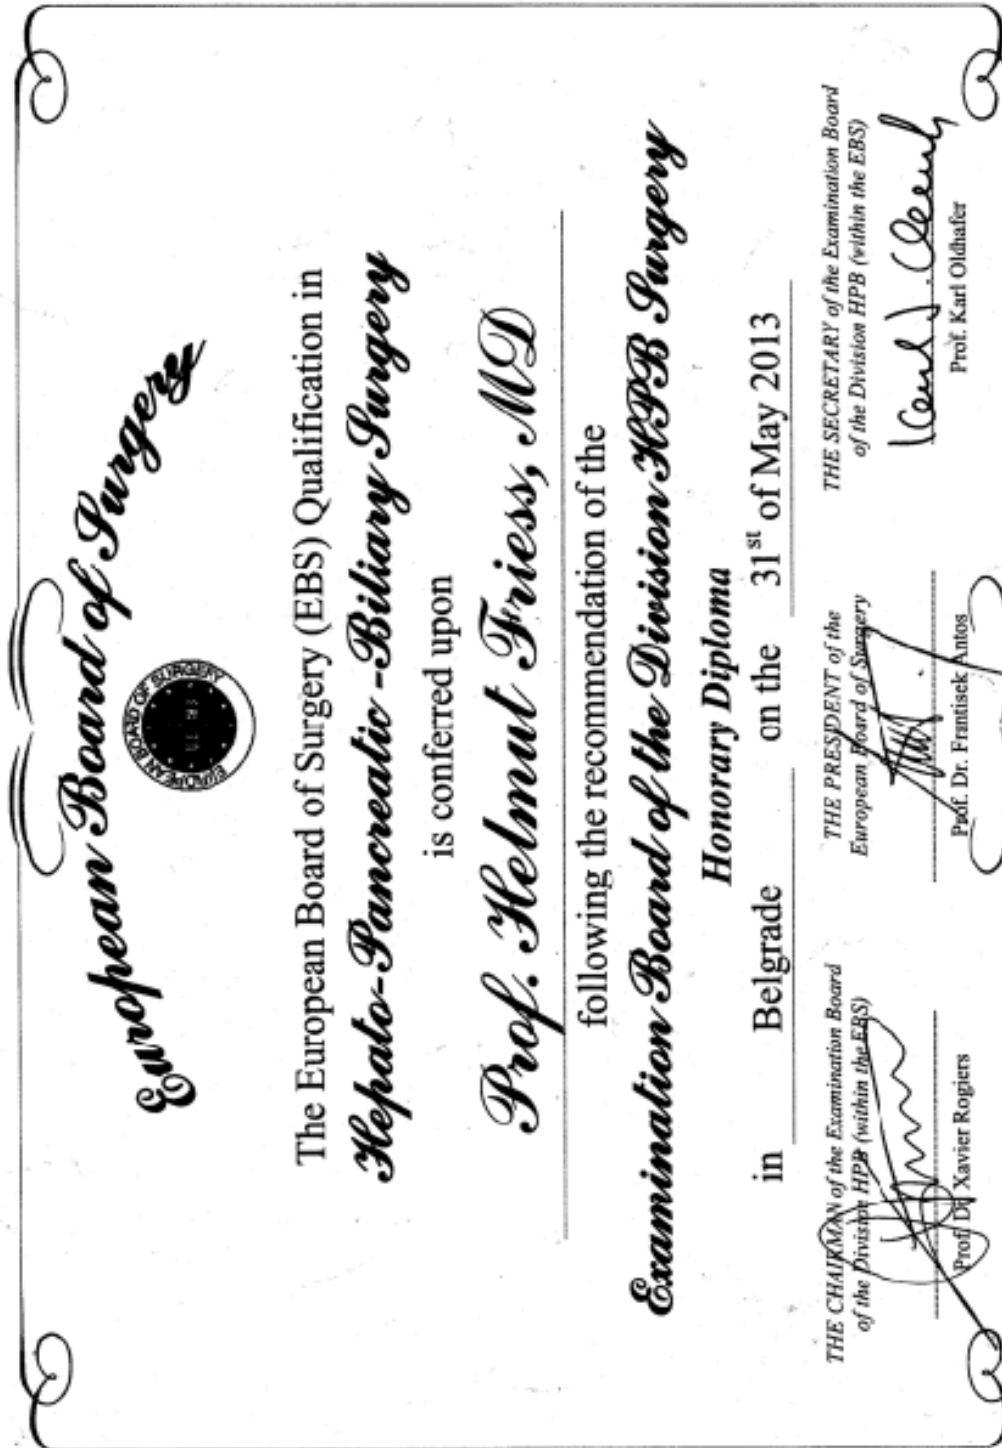 European Board of Surgery
EUROPEAN BOARD OF SURGERY
The European Board of Surgery (EBS) Qualification in
Hepato-Pancreatic -Biliary Surgery
is conferred upon
Prof. Helmut Friess, MD
following the recommendation of the
Examination Board of the Division HPB Surgery
Honorary Diploma
in Belgrade on the 31st of May 2013
THE CHAIRMAN of the Examination Board
of the Division HPB (within the EBS)
Prof. Dr. Xavier Rogiers
THE PRESIDENT of the
European Board of Surgery
Prof. Dr. Frantisek Antos
THE SECRETARY of the Examination Board
of the Division HPB (within the EBS)
Prof. Karl Oldhafer